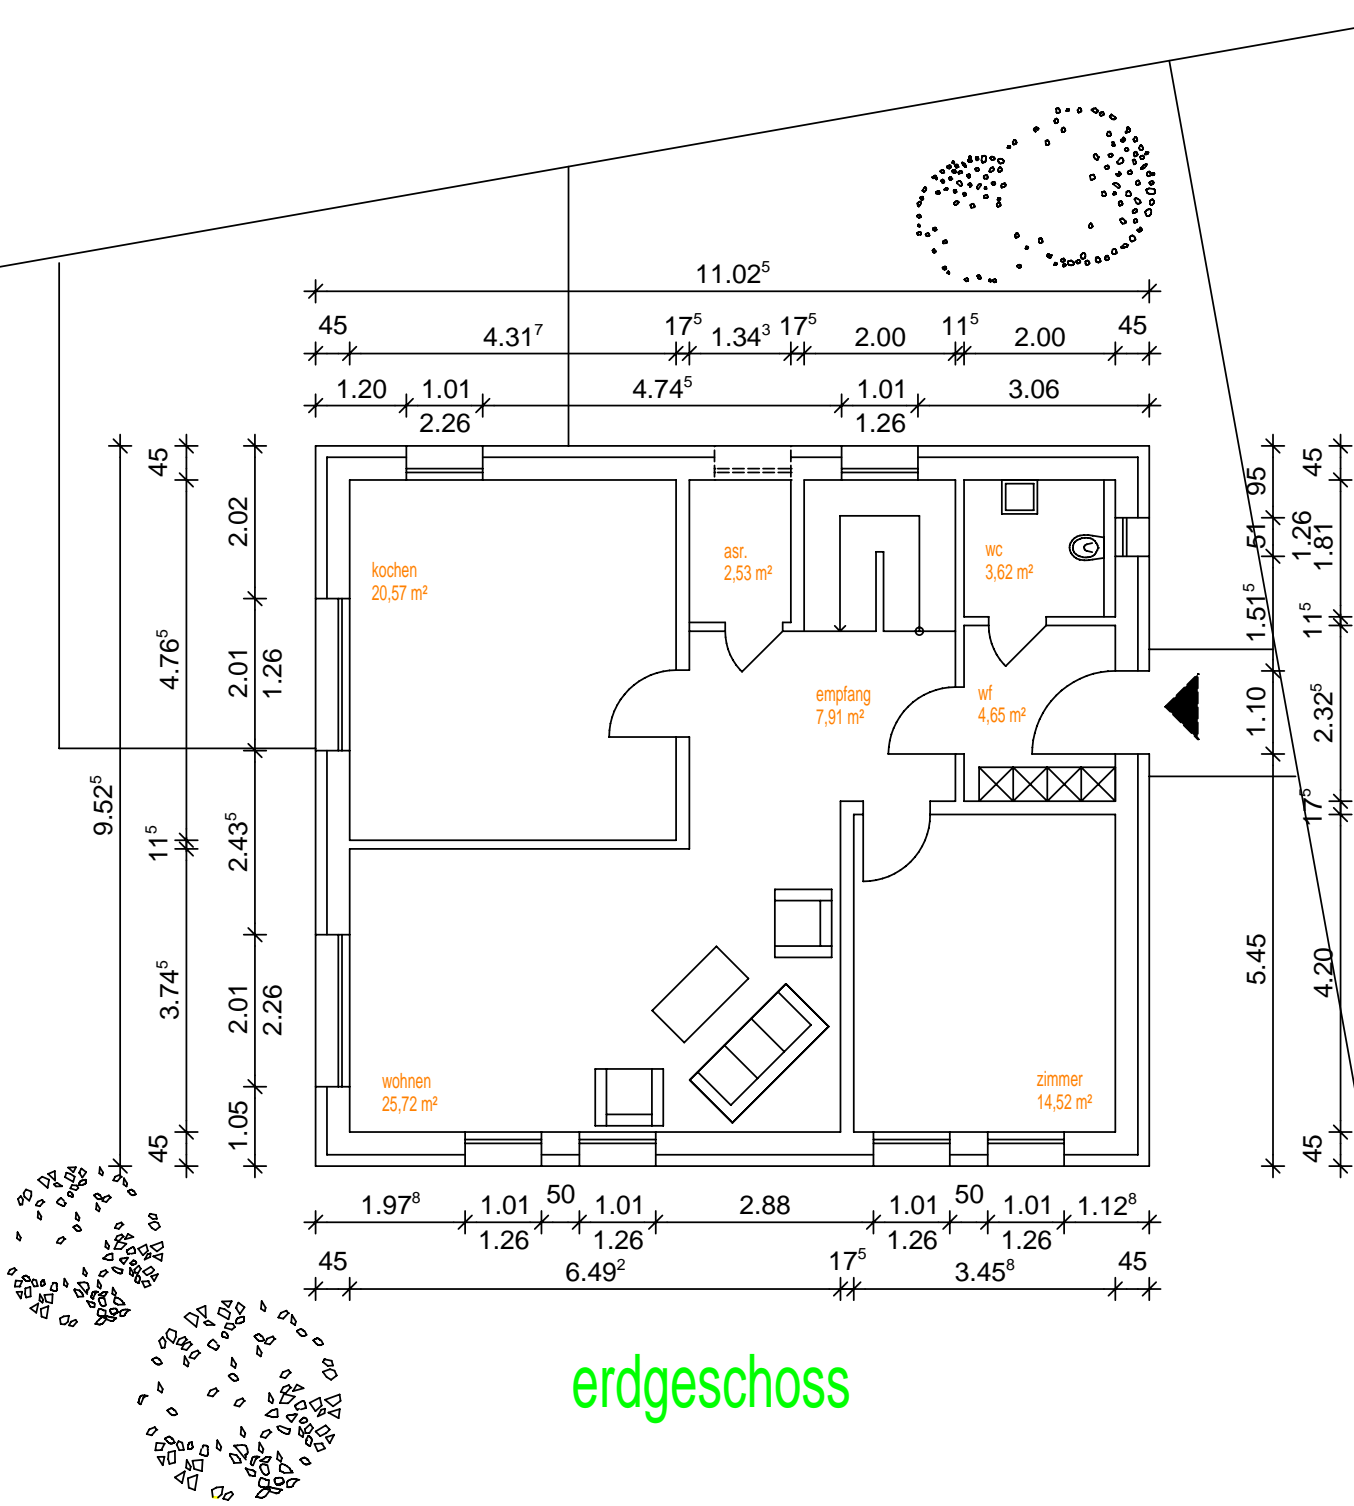 11.02⁵
45 4.31⁷ 17⁵ 1.34³ 17⁵ 2.00 11⁵ 2.00 45
1.20 1.01 4.74⁵ 1.01 3.06
2.26 1.26
9.52⁵
45
4.76⁵
11⁵
3.74⁵
45
2.02
2.01
1.26
2.43⁵
2.01
2.26
1.05
kochen
20,57 m²
asr.
2,53 m²
wc
3,62 m²
empfang
7,91 m²
wf
4,65 m²
wohnen
25,72 m²
zimmer
14,52 m²
95
51
1.26
1.51⁵
1.10
5.45
45
1.81
11⁵
2.32⁵
17⁵
4.20
45
1.97⁸ 1.01 50 1.01 2.88 1.01 50 1.01 1.12⁸
1.26 1.26 1.26 1.26
45 6.49² 17⁵ 3.45⁸ 45
erdgeschoss